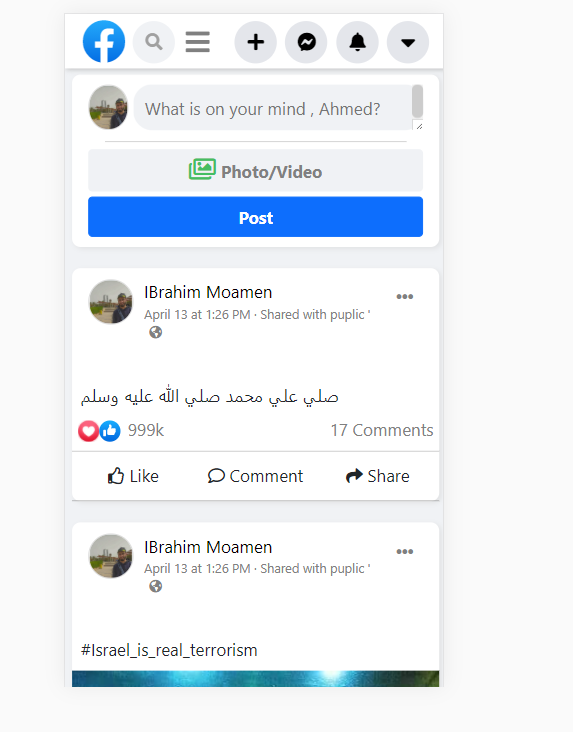 What is on your mind , Ahmed?
Photo/Video
Post
IBrahim Moamen
April 13 at 1:26 PM · Shared with puplic '
صلي علي محمد صلي الله عليه وسلم
999k
17 Comments
Like
Comment
Share
IBrahim Moamen
April 13 at 1:26 PM · Shared with puplic '
#Israel_is_real_terrorism